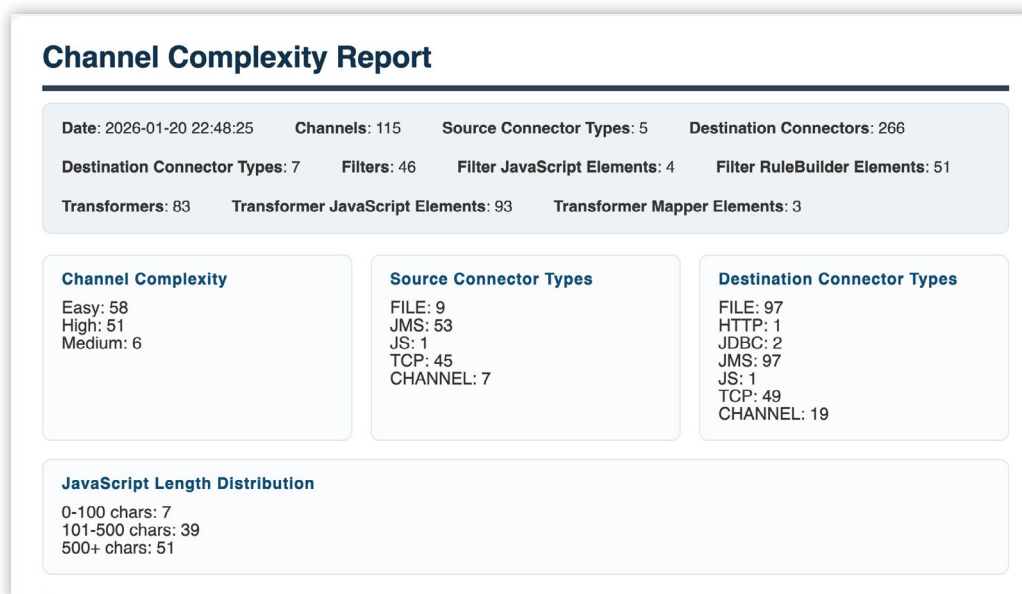 Channel Complexity Report
Date: 2026-01-20 22:48:25 Channels: 115 Source Connector Types: 5 Destination Connectors: 266
Destination Connector Types: 7 Filters: 46 Filter JavaScript Elements: 4 Filter RuleBuilder Elements: 51
Transformers: 83 Transformer JavaScript Elements: 93 Transformer Mapper Elements: 3
Channel Complexity
Easy: 58
High: 51
Medium: 6
Source Connector Types
FILE: 9
JMS: 53
JS: 1
TCP: 45
CHANNEL: 7
Destination Connector Types
FILE: 97
HTTP: 1
JDBC: 2
JMS: 97
JS: 1
TCP: 49
CHANNEL: 19
JavaScript Length Distribution
0-100 chars: 7
101-500 chars: 39
500+ chars: 51